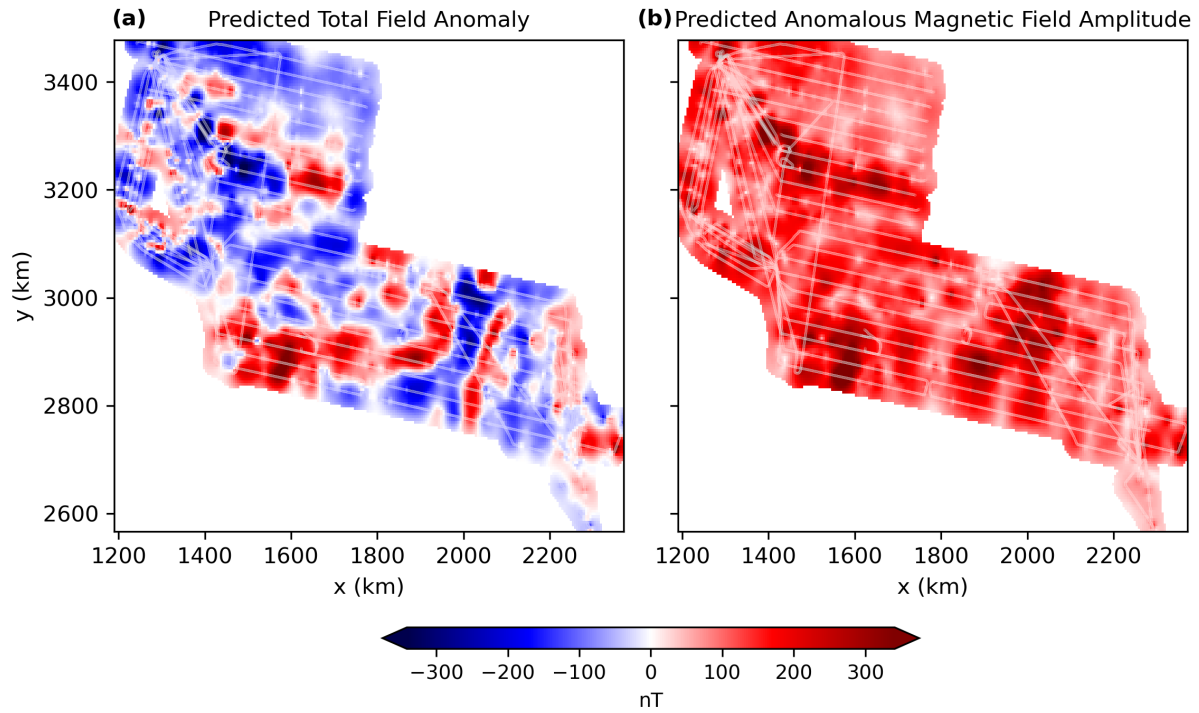 (a) Predicted Total Field Anomaly
(b) Predicted Anomalous Magnetic Field Amplitude
3400
3200
3000
2800
2600
y (km)
1200 1400 1600 1800 2000 2200
x (km)
1200 1400 1600 1800 2000 2200
x (km)
−300 −200 −100 0 100 200 300
nT